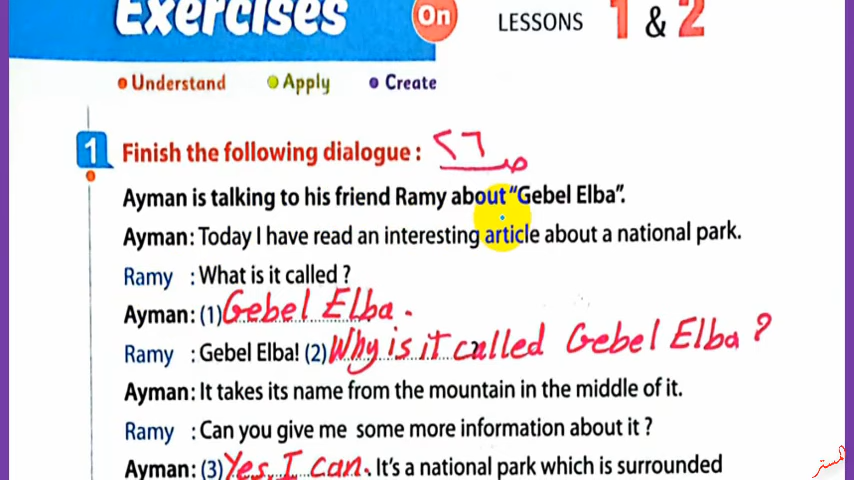 Exercises On LESSONS 1 & 2
Understand Apply Create
1 Finish the following dialogue : ص ٢٦
Ayman is talking to his friend Ramy about "Gebel Elba".
Ayman: Today I have read an interesting article about a national park.
Ramy : What is it called ?
Ayman: (1) Gebel Elba.
Ramy : Gebel Elba! (2) Why is it called Gebel Elba ?
Ayman: It takes its name from the mountain in the middle of it.
Ramy : Can you give me some more information about it ?
Ayman: (3) Yes, I can. It's a national park which is surrounded
المستر